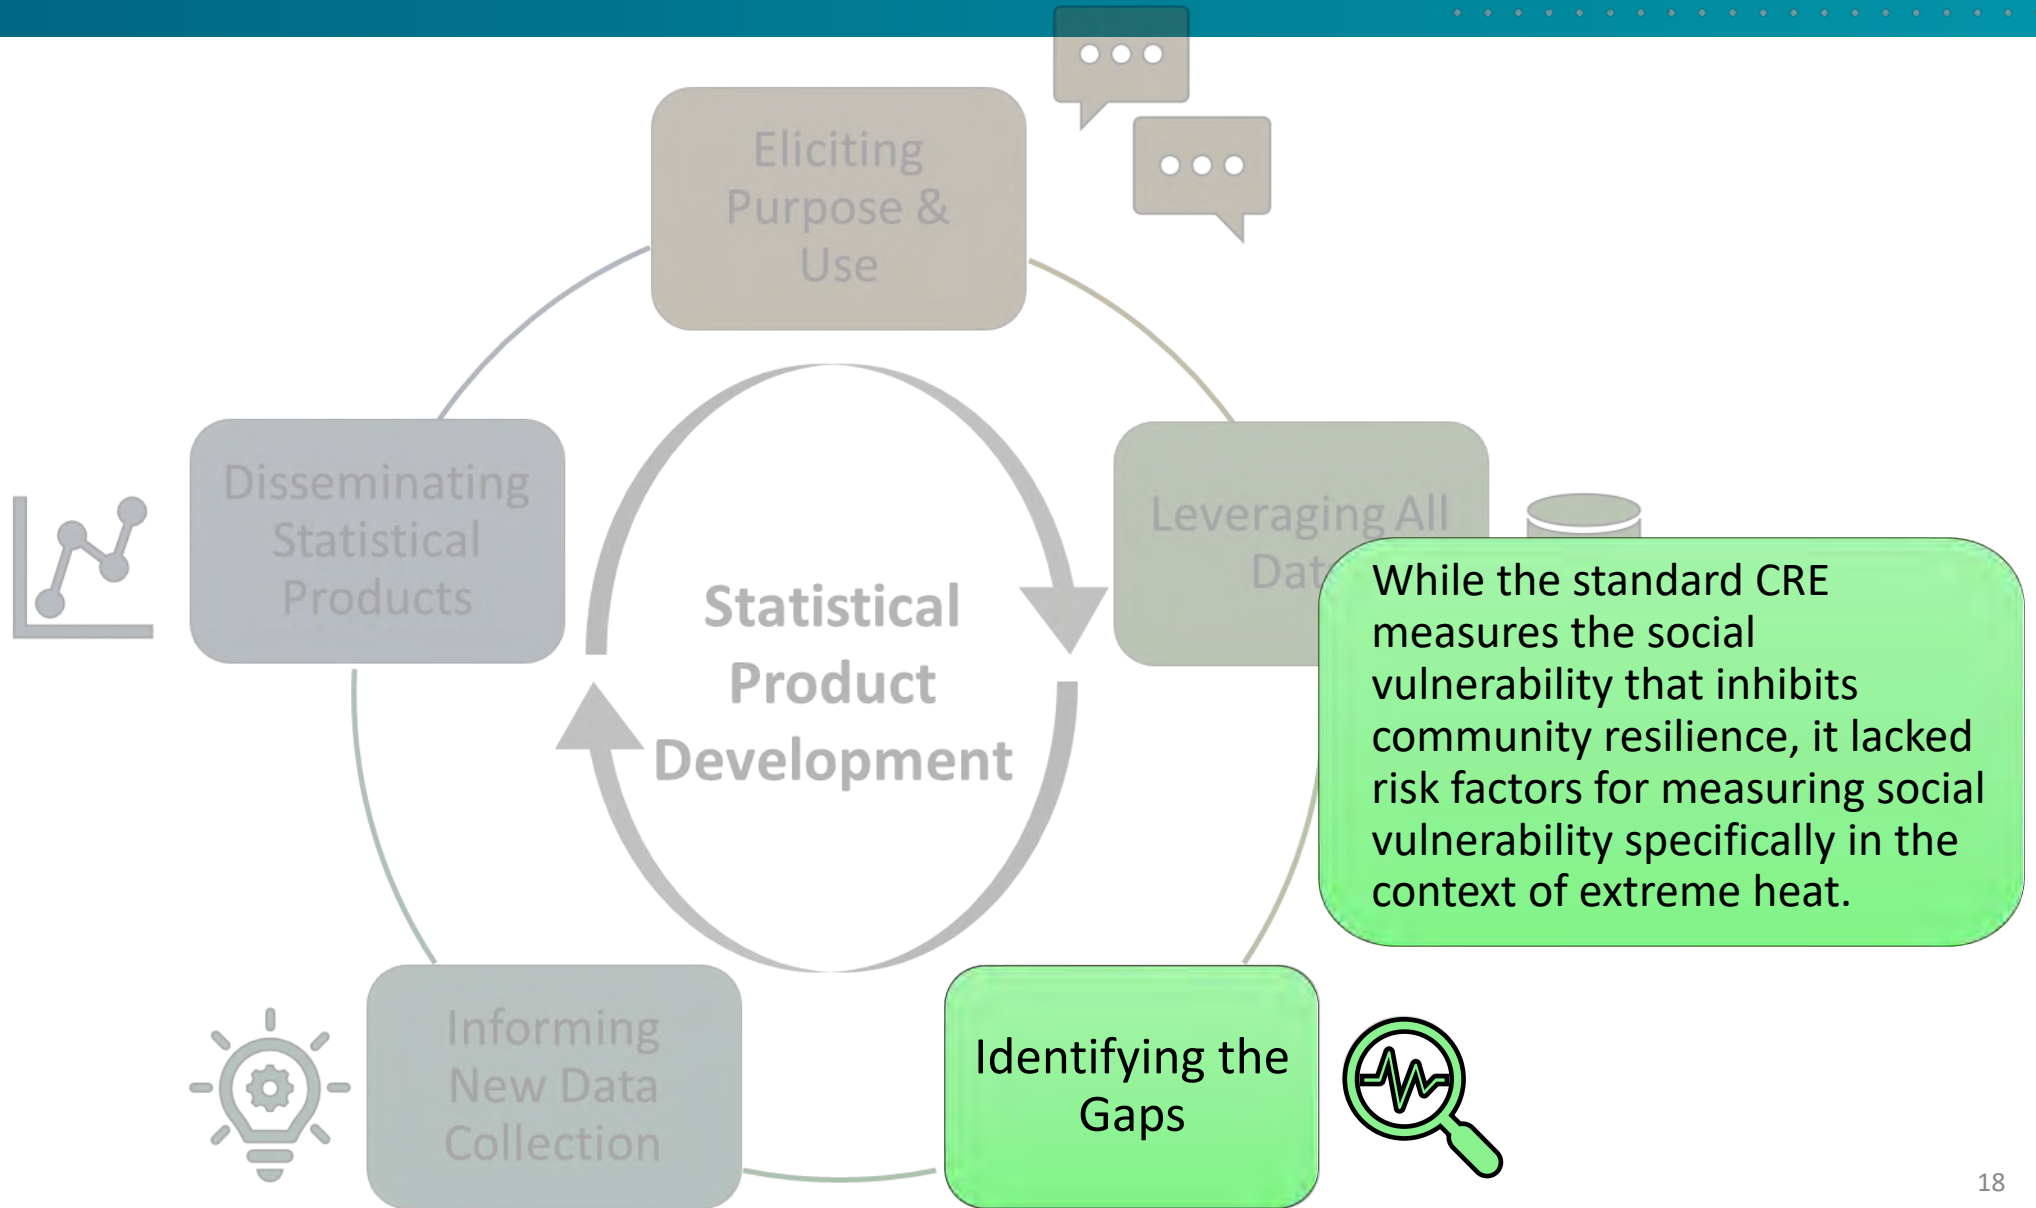 Eliciting
Purpose &
Use
Leveraging All
Disseminating
Statistical
Products
Statistical
Product
Development
While the standard CRE
measures the social
vulnerability that inhibits
community resilience, it lacked
risk factors for measuring social
vulnerability specifically in the
context of extreme heat.
Identifying the
Gaps
Informing
New Data
Collection
18